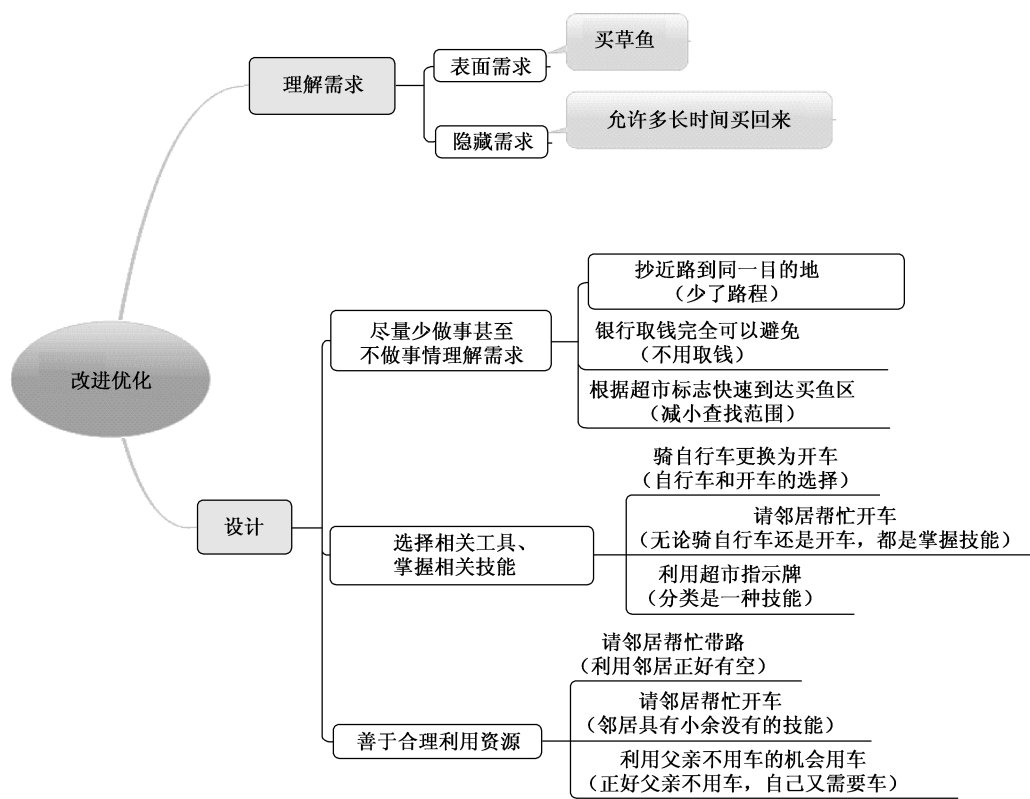 买草鱼
理解需求
表面需求
允许多长时间买回来
隐藏需求
抄近路到同一目的地
（少了路程）
尽量少做事甚至
不做事情理解需求
银行取钱完全可以避免
（不用取钱）
改进优化
根据超市标志快速到达买鱼区
（减小查找范围）
骑自行车更换为开车
（自行车和开车的选择）
设计
选择相关工具、
掌握相关技能
请邻居帮忙开车
（无论骑自行车还是开车，都是掌握技能）
利用超市指示牌
（分类是一种技能）
请邻居帮忙带路
（利用邻居正好有空）
善于合理利用资源
请邻居帮忙开车
（邻居具有小余没有的技能）
利用父亲不用车的机会用车
（正好父亲不用车，自己又需要车）